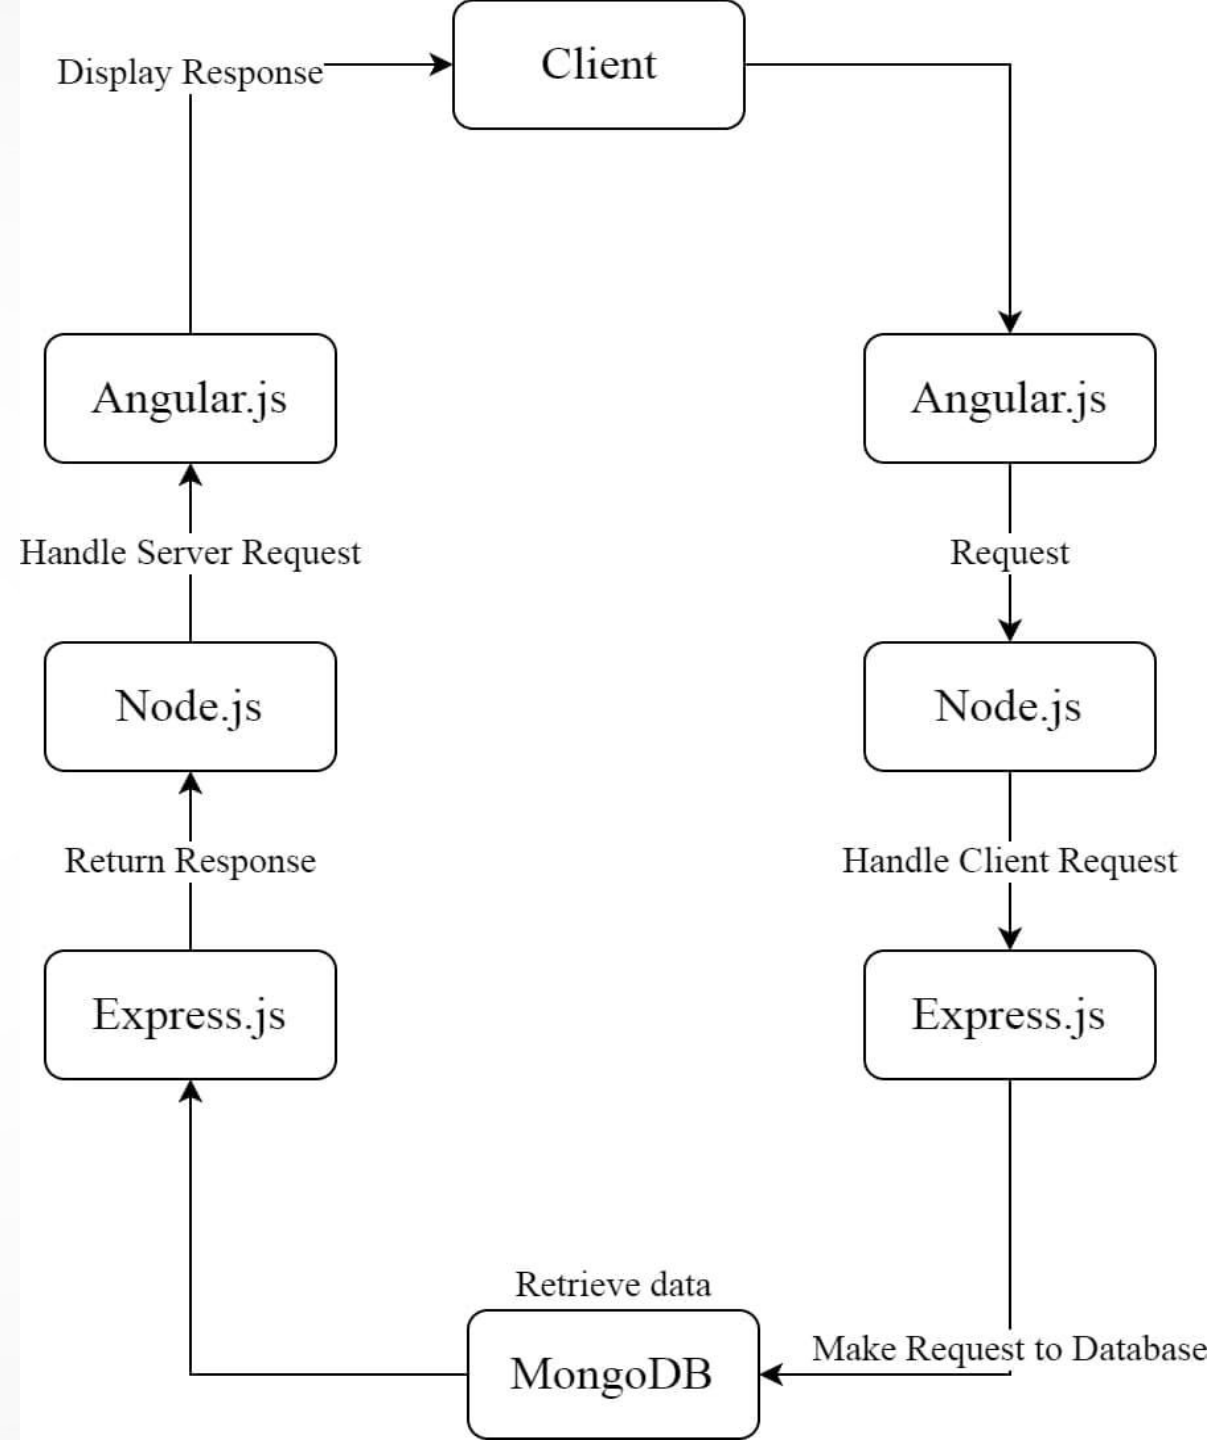 Client
Display Response
Angular.js
Angular.js
Handle Server Request
Request
Node.js
Node.js
Return Response
Handle Client Request
Express.js
Express.js
Retrieve data
Make Request to Database
MongoDB